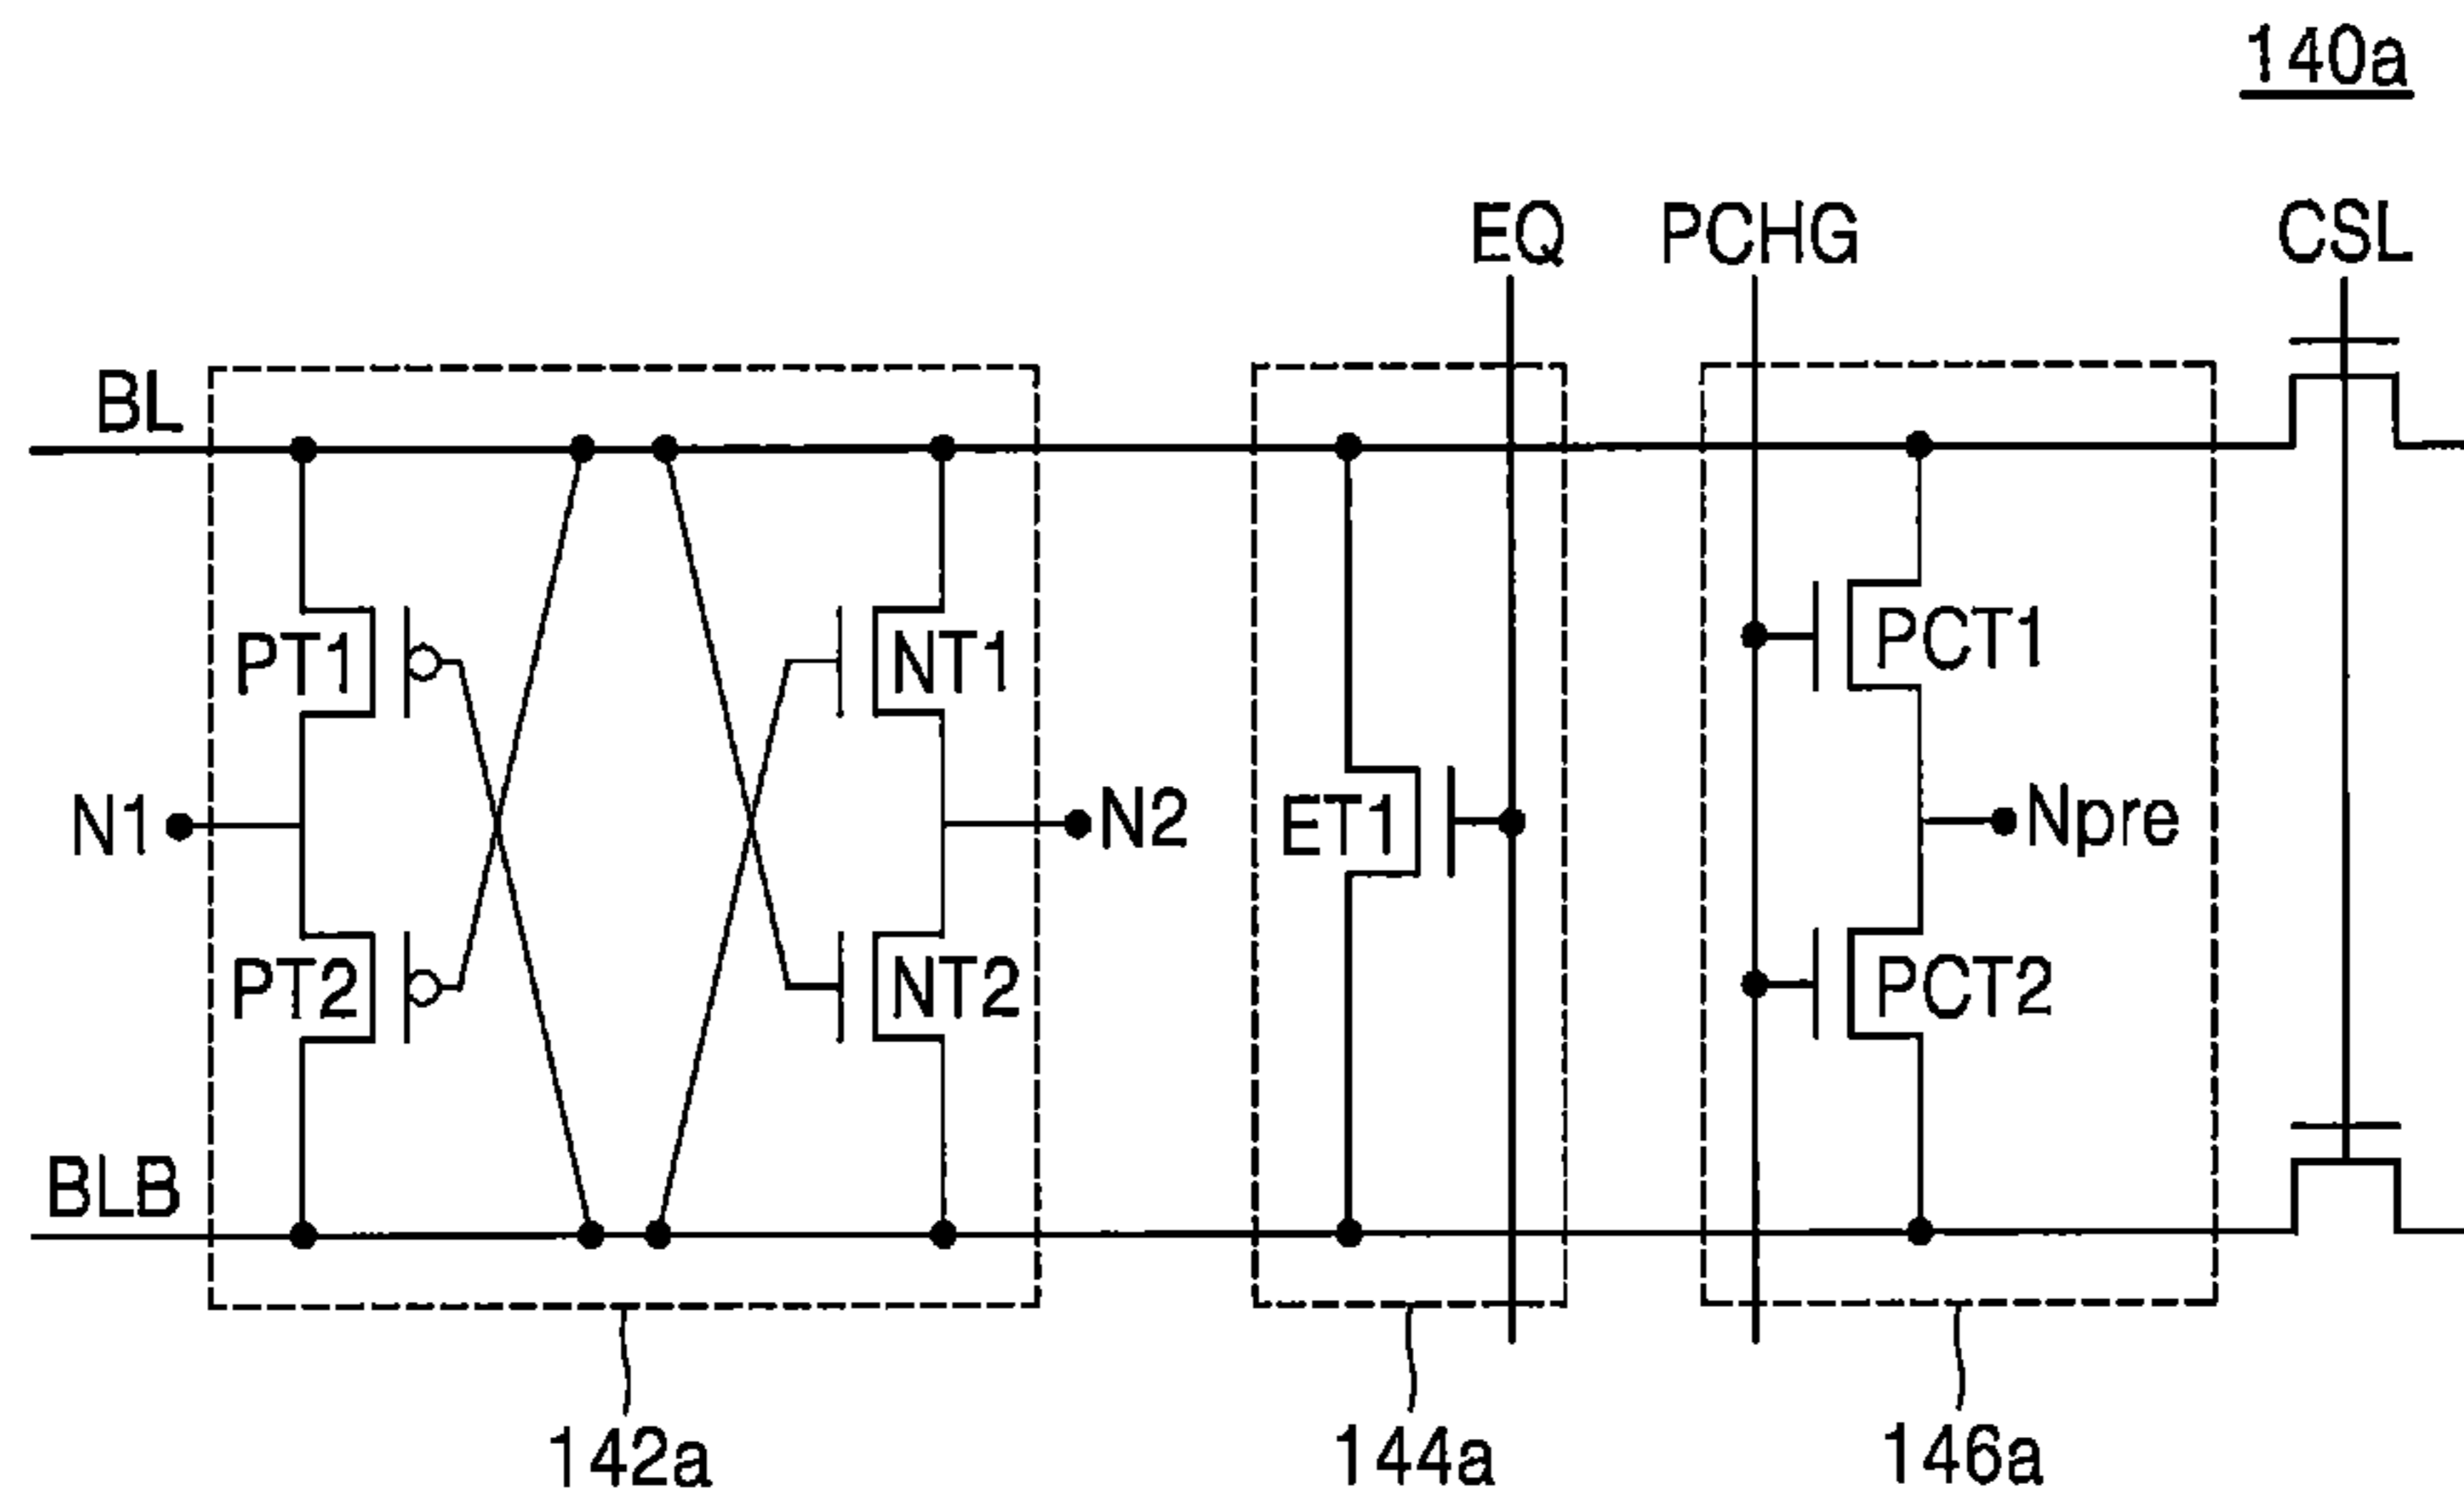 140a
EQ
PCHG
CSL
BL
PT1
NT1
PCT1
N1
N2
ET1
Npre
PT2
NT2
PCT2
BLB
142a
144a
146a